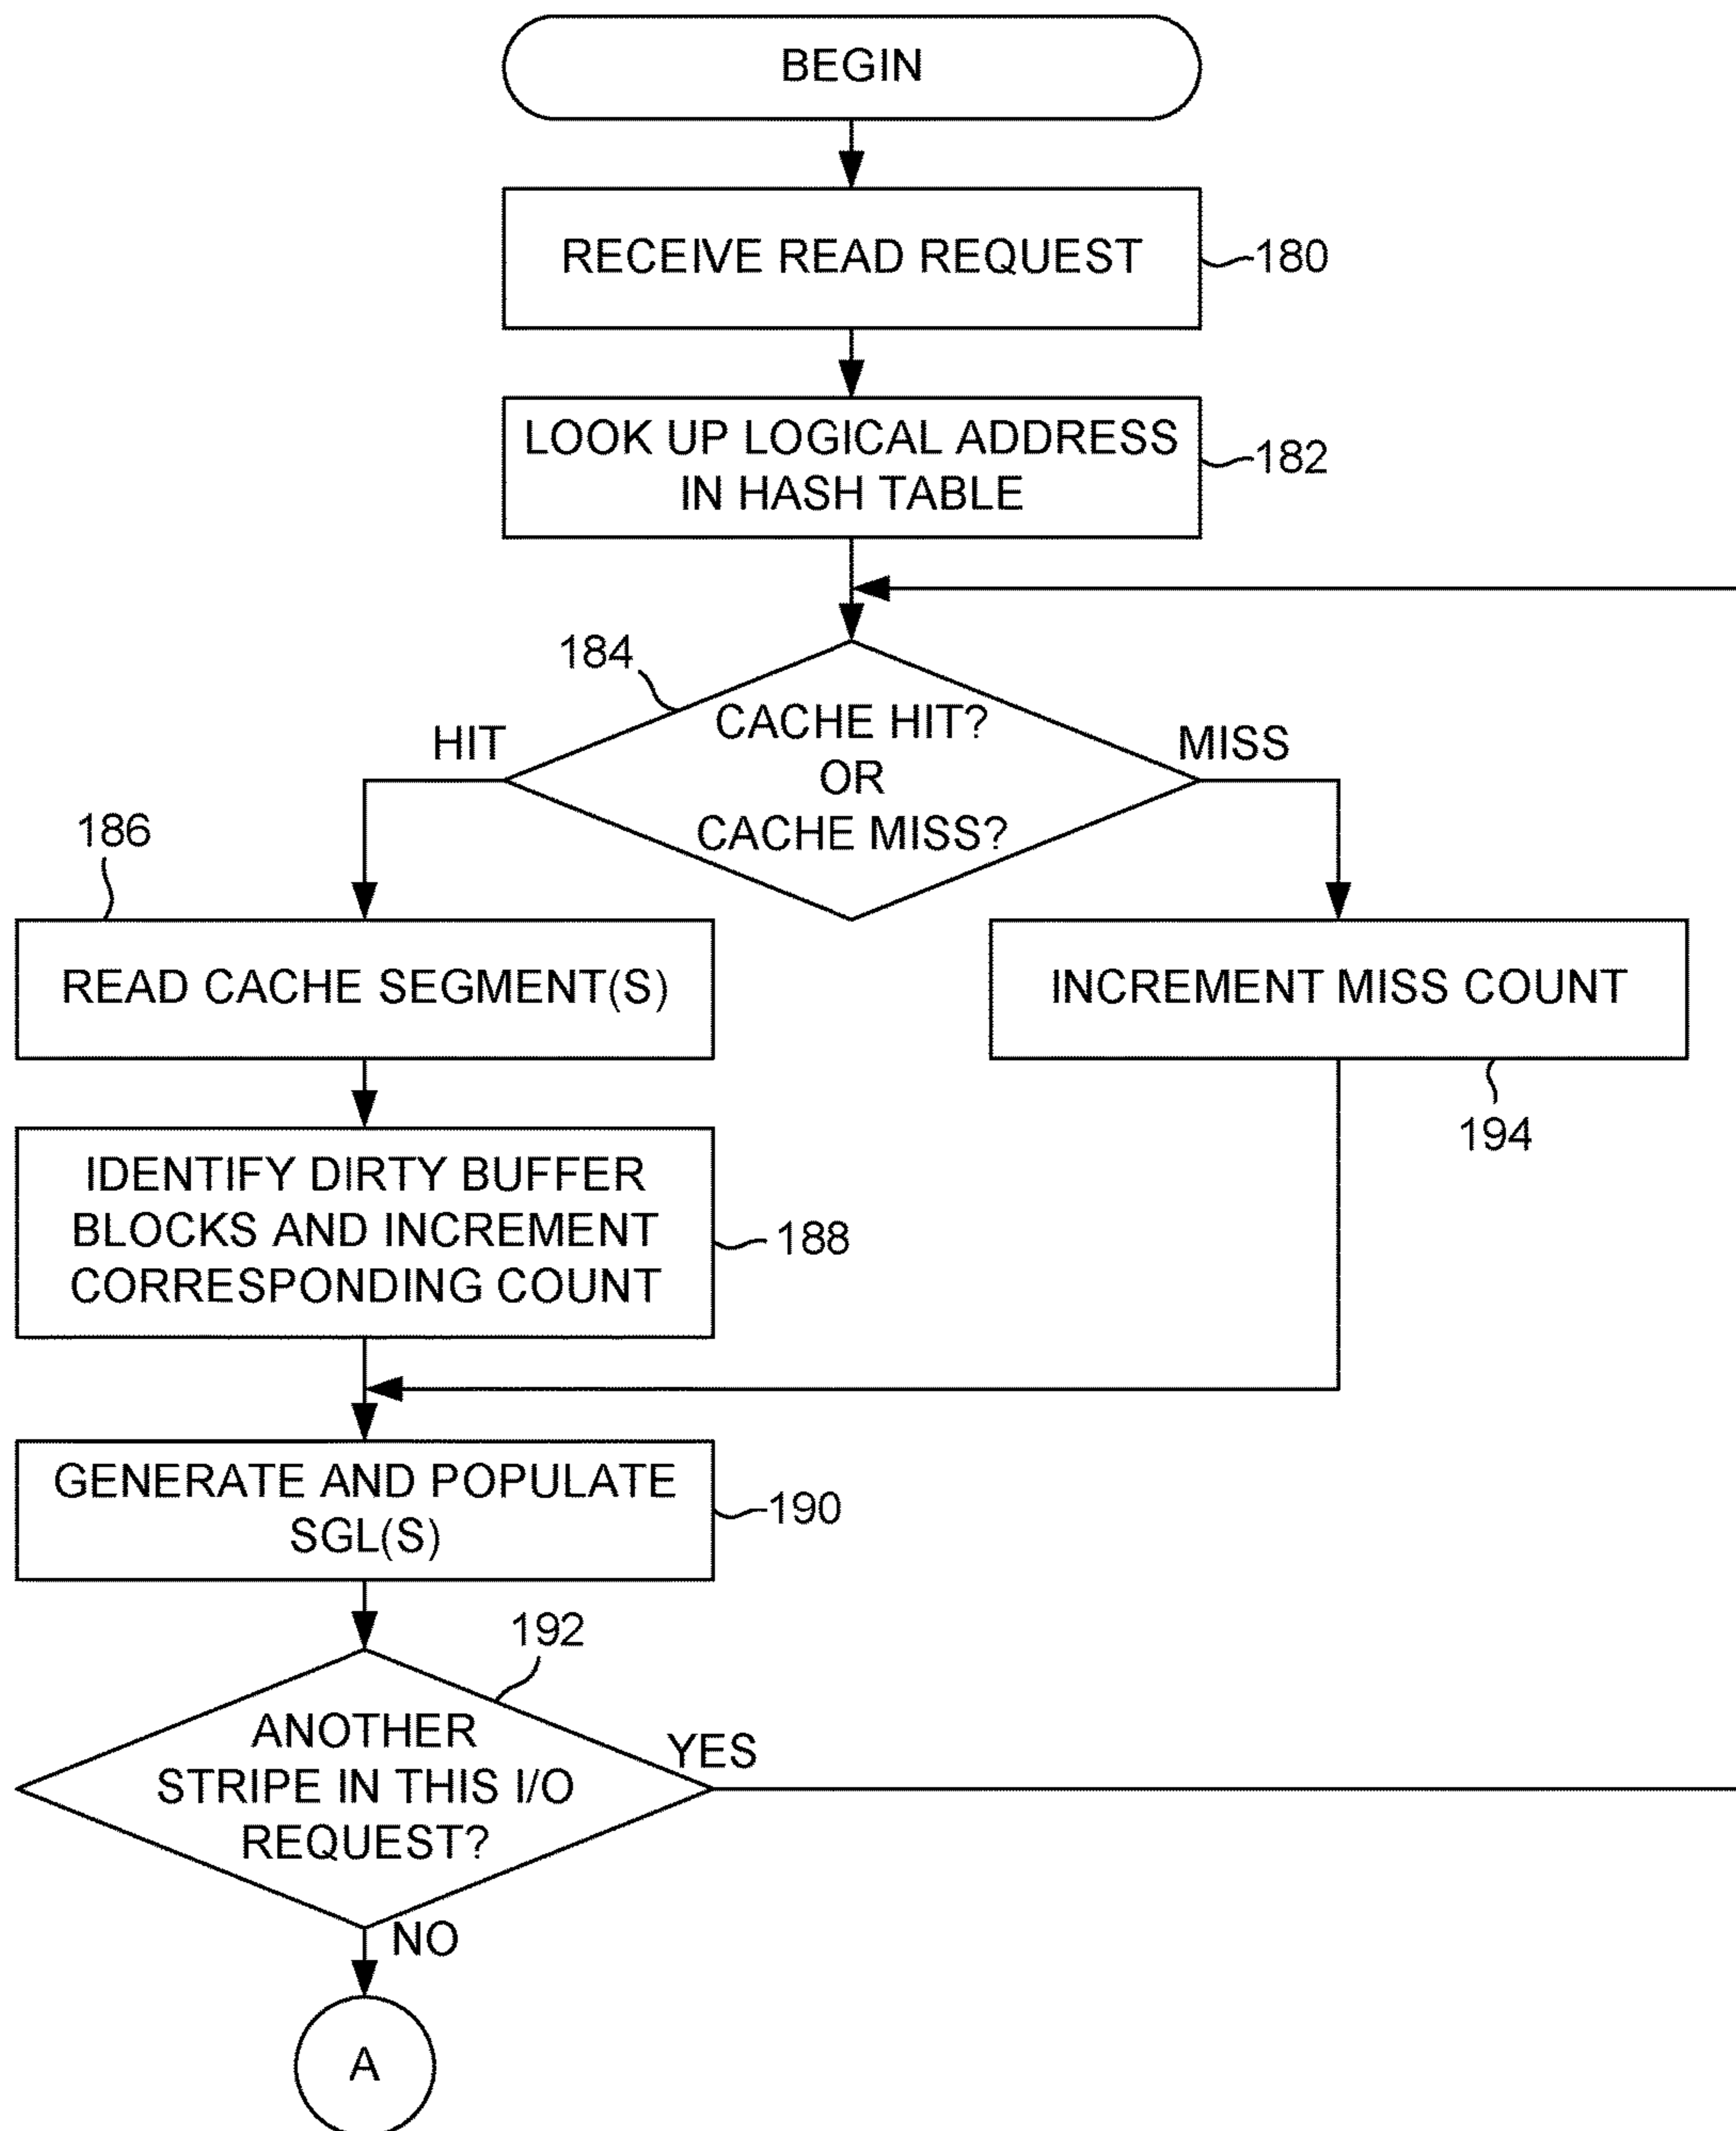 BEGIN
RECEIVE READ REQUEST
180
LOOK UP LOGICAL ADDRESS
IN HASH TABLE
182
184
CACHE HIT?
OR
CACHE MISS?
HIT
MISS
186
READ CACHE SEGMENT(S)
INCREMENT MISS COUNT
194
IDENTIFY DIRTY BUFFER
BLOCKS AND INCREMENT
CORRESPONDING COUNT
188
GENERATE AND POPULATE
SGL(S)
190
192
ANOTHER
STRIPE IN THIS I/O
REQUEST?
YES
NO
A